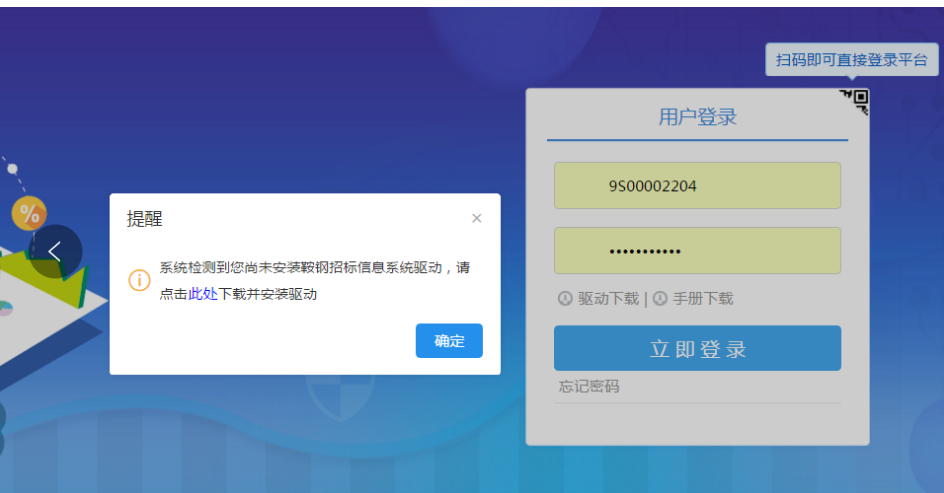 扫码即可直接登录平台
用户登录
9S00002204
•••••••••••
驱动下载 | 手册下载
立即登录
忘记密码
%
提醒
×
系统检测到您尚未安装鞍钢招标信息系统驱动，请
点击此处下载并安装驱动
确定